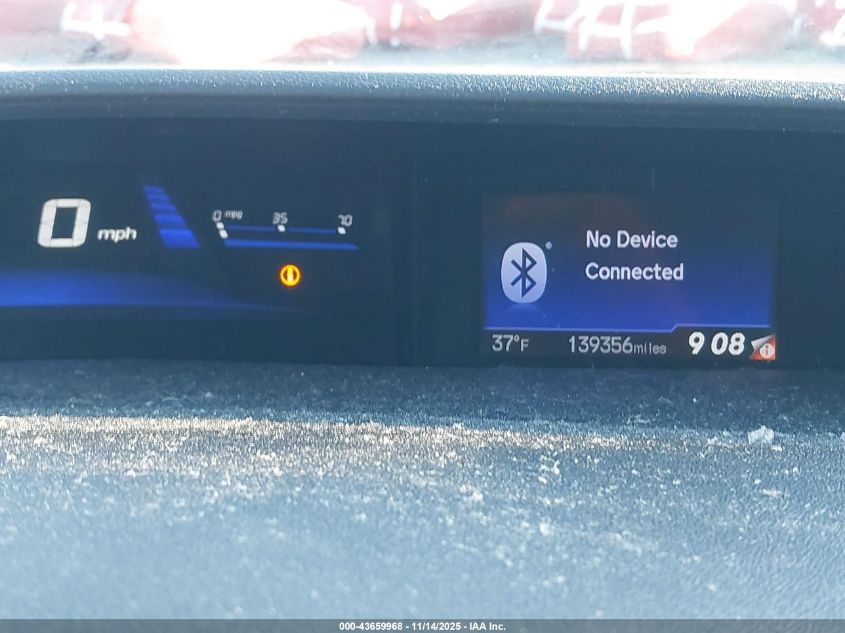 0 mph
0 mpg 35 70
No Device
Connected
37°F 139356 miles 9 08
000-43659968 - 11/14/2025 - IAA Inc.